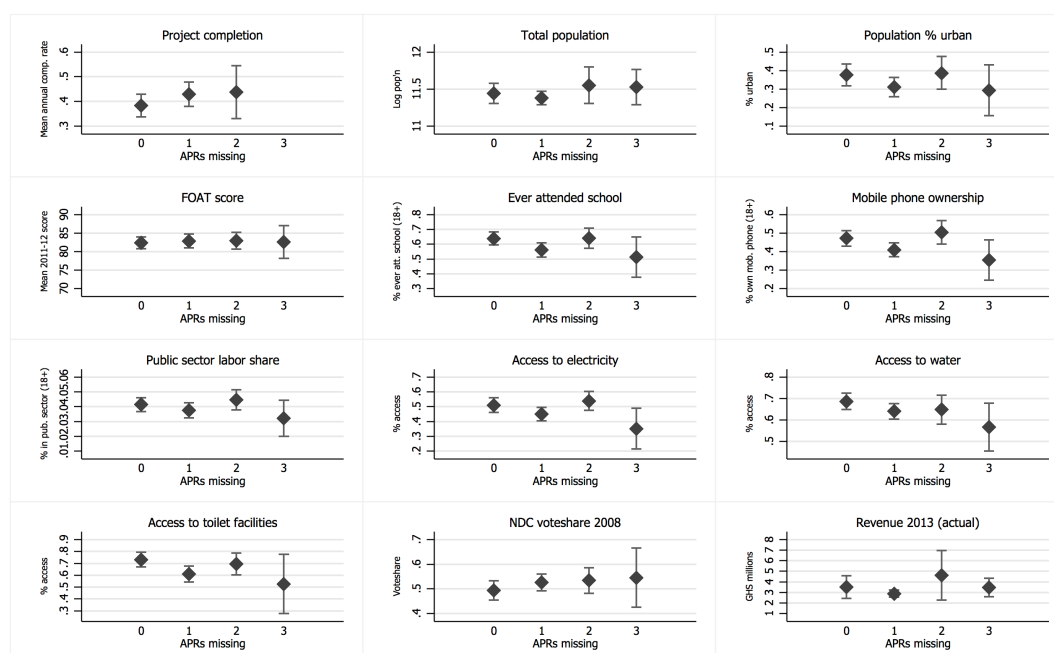 Project completion
Mean annual comp. rate
.6
.5
.4
.3
0 1 2 3
APRs missing
Total population
Log pop'n
12
11.5
11
0 1 2 3
APRs missing
Population % urban
% urban
.5
.4
.3
.2
.1
0 1 2 3
APRs missing
FOAT score
Mean 2011-12 score
90
85
80
75
70
0 1 2 3
APRs missing
Ever attended school
% ever att. school (18+)
.8
.7
.6
.5
.4
.3
0 1 2 3
APRs missing
Mobile phone ownership
% own mob. phone (18+)
.6
.5
.4
.3
.2
0 1 2 3
APRs missing
Public sector labor share
% in pub. sector (18+)
.06
.05
.04
.03
.02
.01
0 1 2 3
APRs missing
Access to electricity
% access
.7
.6
.5
.4
.3
.2
0 1 2 3
APRs missing
Access to water
% access
.8
.7
.6
.5
0 1 2 3
APRs missing
Access to toilet facilities
% access
.9
.8
.7
.6
.5
.4
.3
0 1 2 3
APRs missing
NDC voteshare 2008
Voteshare
.7
.6
.5
.4
0 1 2 3
APRs missing
Revenue 2013 (actual)
GHS millions
8
7
6
5
4
3
2
1
0 1 2 3
APRs missing